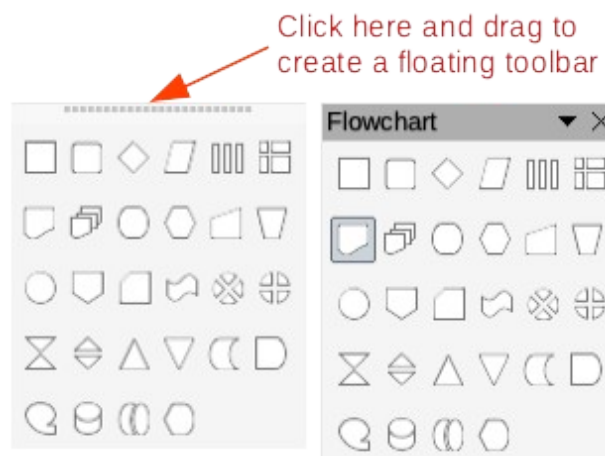 Click here and drag to
create a floating toolbar
Flowchart